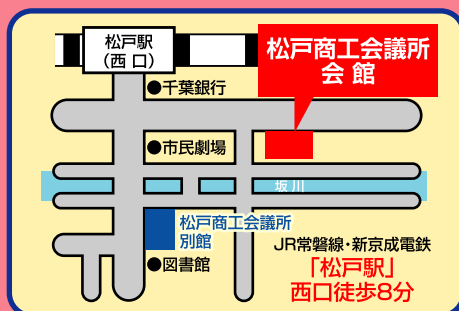 松戸駅
(西口)
松戸商工会議所
会 館
●千葉銀行
●市民劇場
坂 川
松戸商工会議所
別館
●図書館
JR常磐線・新京成電鉄
「松戸駅」
西口徒歩8分